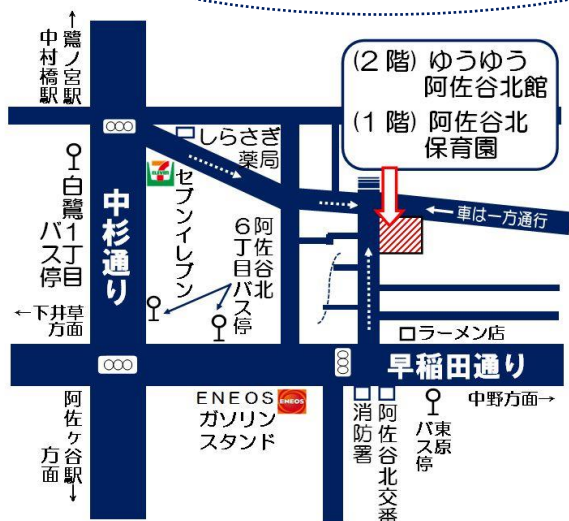 ↑鷺ノ宮駅
中村橋駅
(2階) ゆうゆう
阿佐谷北館
(1階) 阿佐谷北
保育園
しらさぎ
薬局
7
ELEVEN
セブンイレブン
←車は一方通行
白鷺1丁目
バス停
中杉通り
阿佐谷北
6丁目バス停
←下井草
方面
ラーメン店
早稲田通り
中野方面→
ENEOS
ガソリン
スタンド
ENEOS
消防署
阿佐谷北交番
東原
バス停
阿佐ヶ谷駅
方面↓